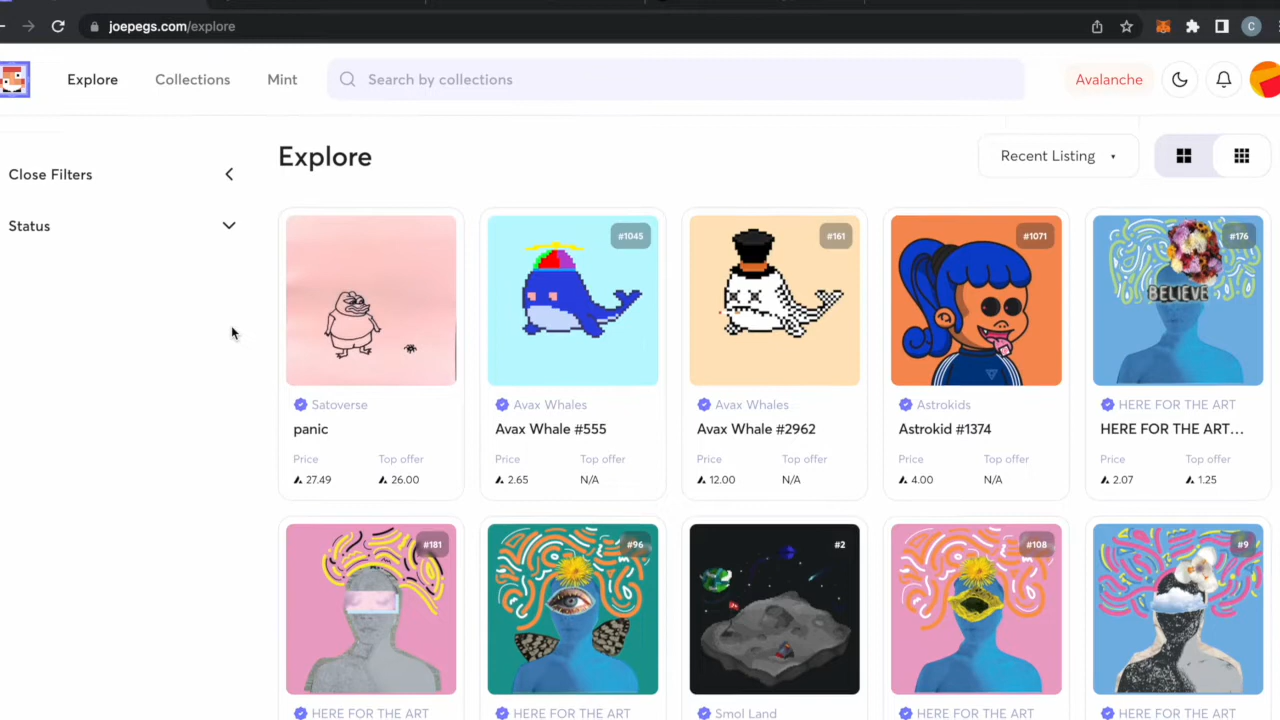 joepegs.com/explore
C
Explore
Collections
Mint
Search by collections
Avalanche
Close Filters
Status
Explore
Recent Listing
#1045
#161
#1071
#176
BELIEVE
Satoverse
Avax Whales
Avax Whales
Astrokids
HERE FOR THE ART
panic
Avax Whale #555
Avax Whale #2962
Astrokid #1374
HERE FOR THE ART…
Price Top offer
Price Top offer
Price Top offer
Price Top offer
Price Top offer
27.49 26.00
2.65 N/A
12.00 N/A
4.00 N/A
2.07 1.25
#181
#96
#2
#108
#9
HERE FOR THE ART
HERE FOR THE ART
Smol Land
HERE FOR THE ART
HERE FOR THE ART